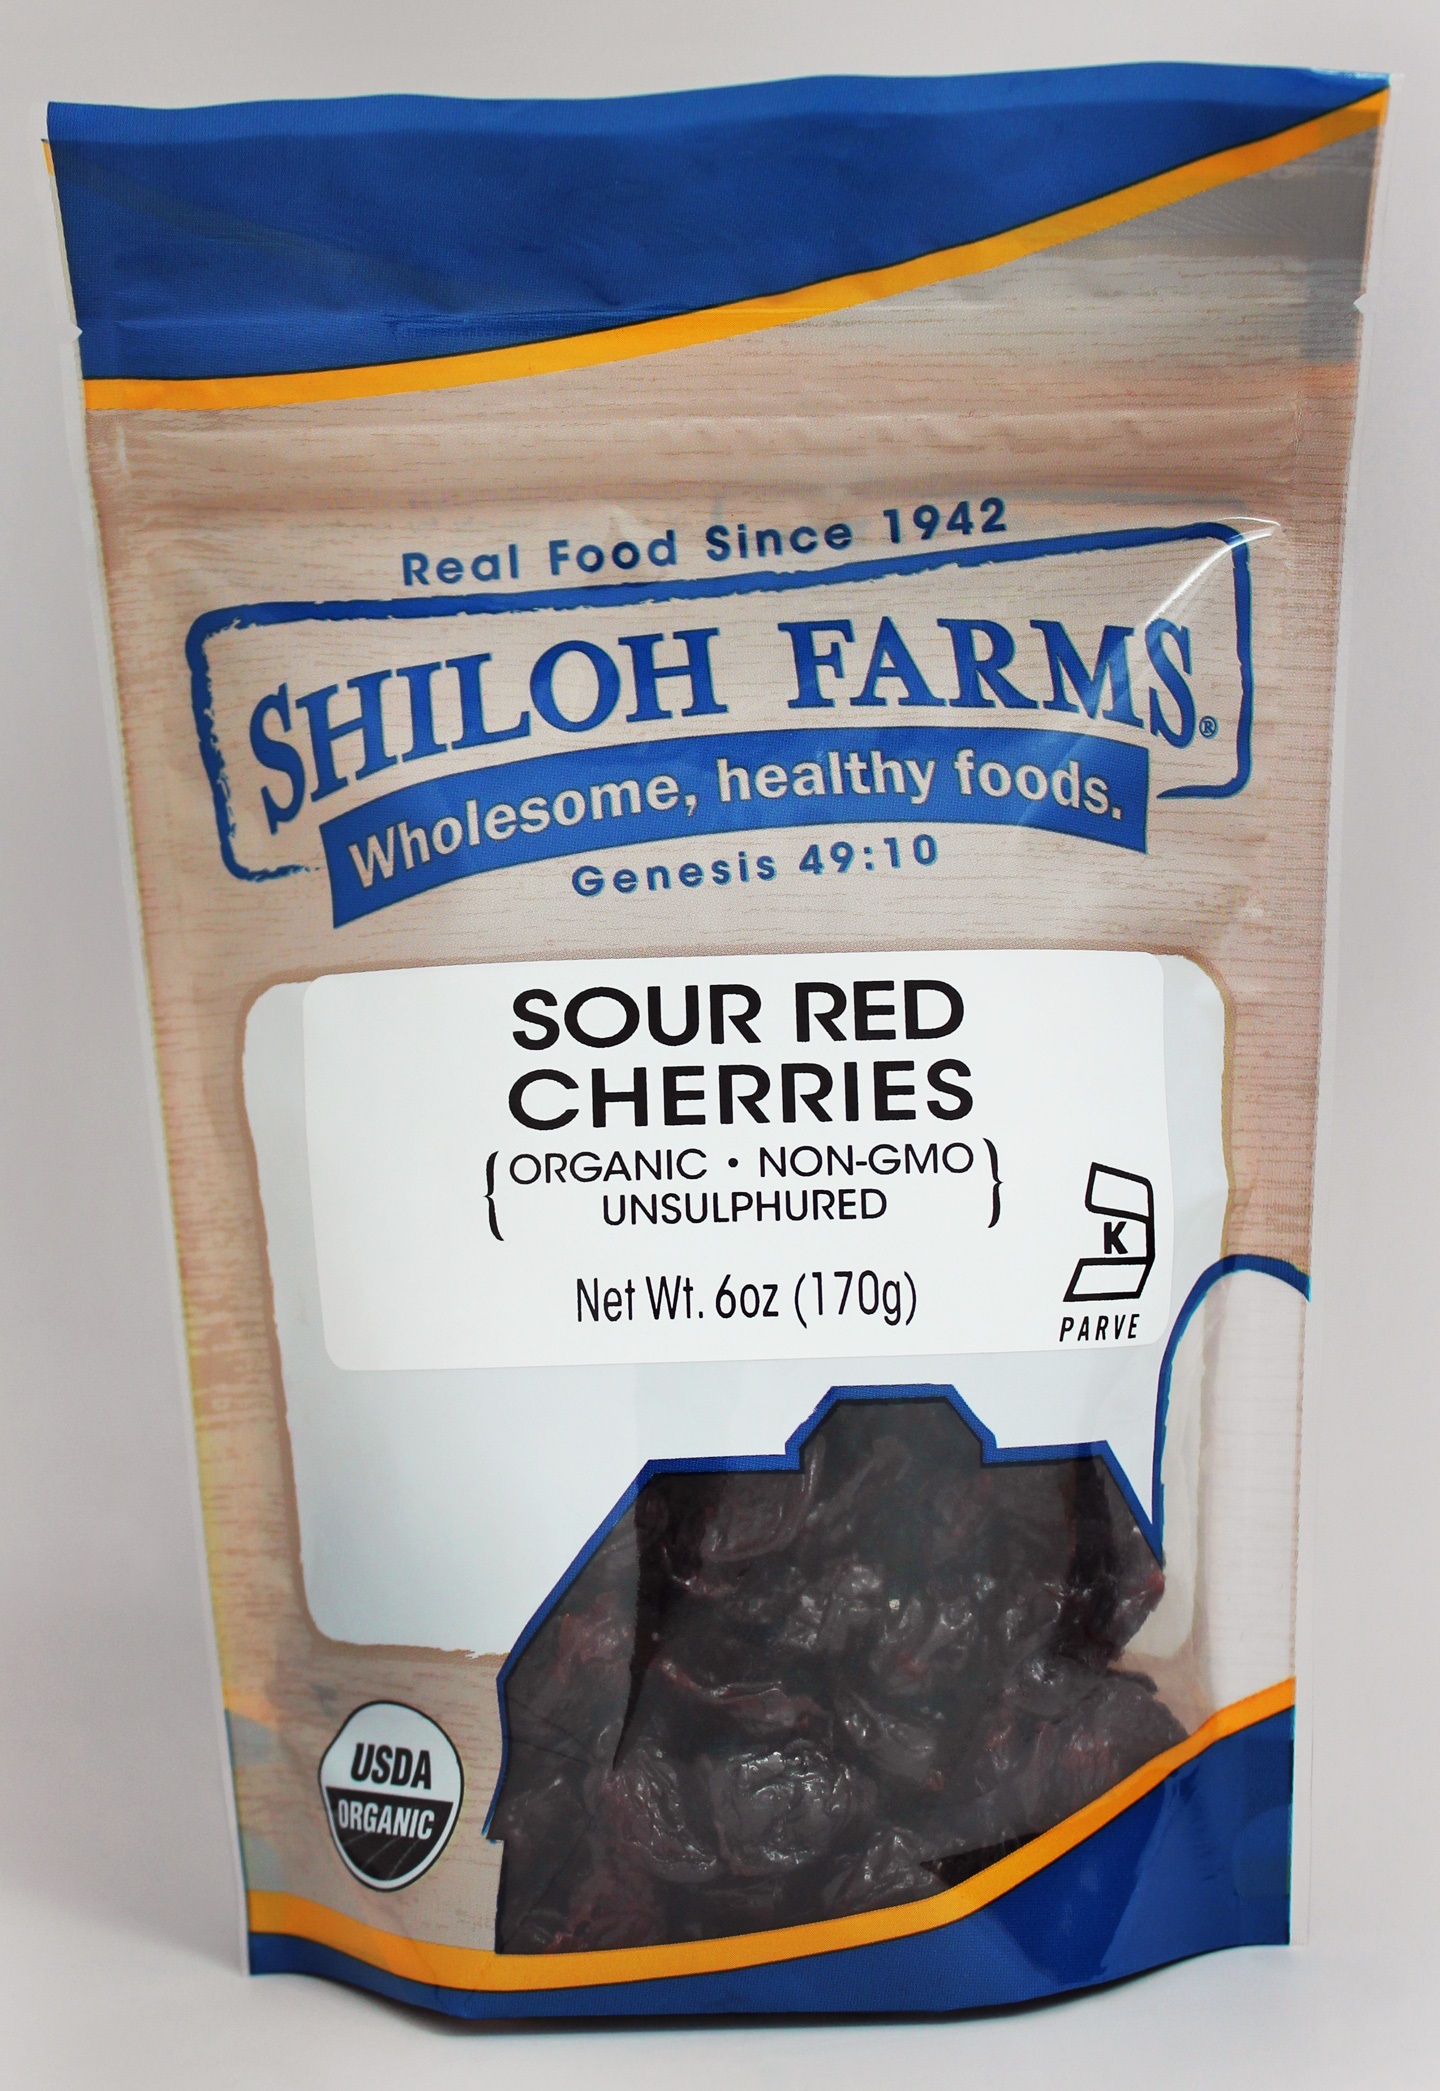 Real Food Since 1942
SHILOH FARMS®
Wholesome, healthy foods.
Genesis 49:10
SOUR RED
CHERRIES
{ORGANIC • NON-GMO
UNSULPHURED}
Net Wt. 6oz (170g)
K
PARVE
USDA
ORGANIC